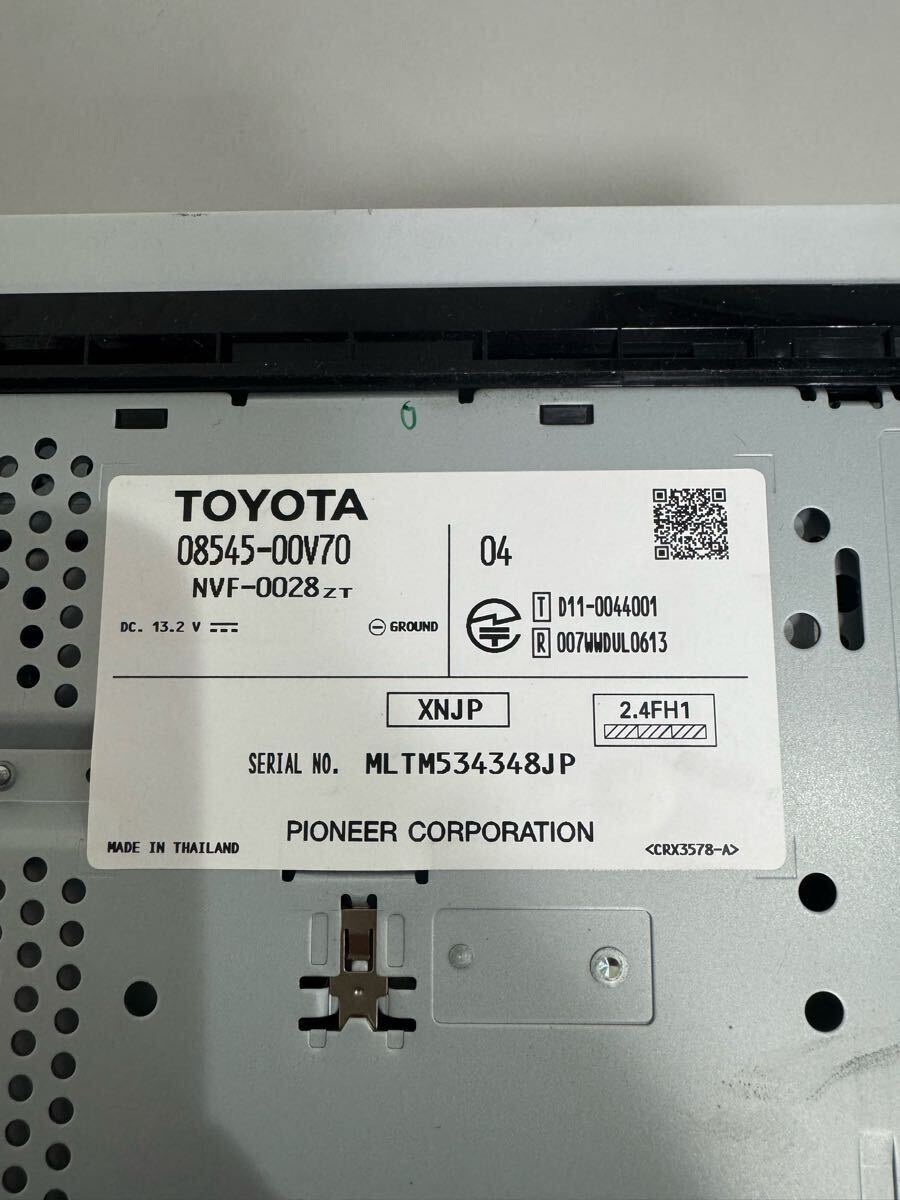 TOYOTA
08545-00V70
NVF-0028ZT
DC. 13.2 V
GROUND
04
T D11-0044001
R 007WWDUL0613
XNJP
2.4FH1
SERIAL NO. MLTM534348JP
PIONEER CORPORATION
MADE IN THAILAND
<CRX3578-A>